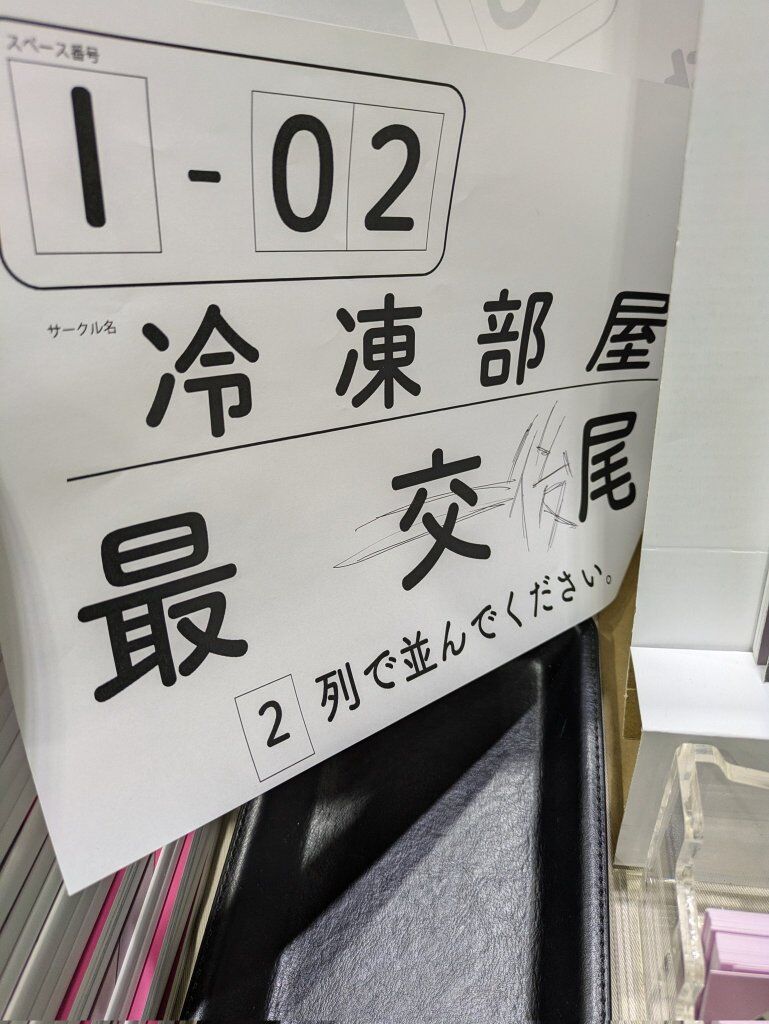 スペース番号
I - 02
サークル名
冷凍部屋
最交後尾
2列で並んでください。